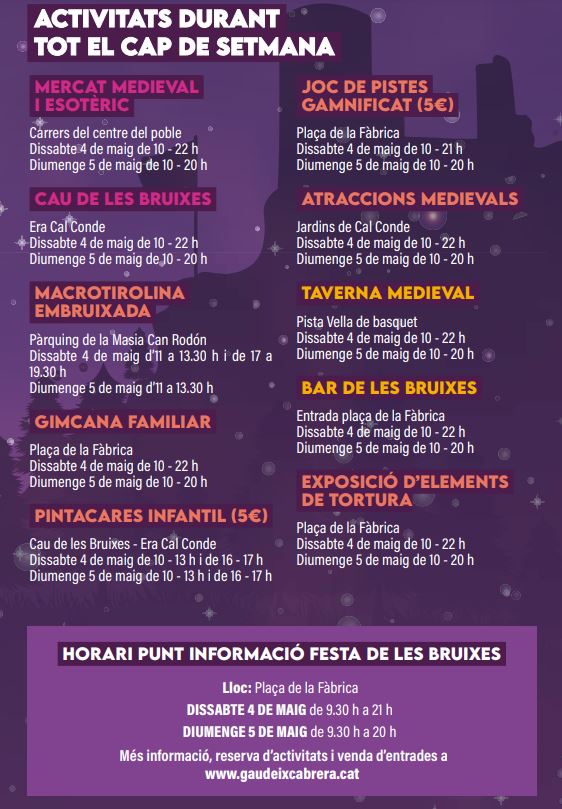 ACTIVITATS DURANT
TOT EL CAP DE SETMANA
MERCAT MEDIEVAL
I ESOTÈRIC
Carrers del centre del poble
Dissabte 4 de maig de 10 - 22 h
Diumenge 5 de maig de 10 - 20 h
CAU DE LES BRUIXES
Era Cal Conde
Dissabte 4 de maig de 10 - 22 h
Diumenge 5 de maig de 10 - 20 h
MACROTIROLINA
EMBRUIXADA
Pàrquing de la Masia Can Rodón
Dissabte 4 de maig d'11 a 13.30 h i de 17 a
19.30 h
Diumenge 5 de maig d'11 a 13.30 h
GIMCANA FAMILIAR
Plaça de la Fàbrica
Dissabte 4 de maig de 10 - 22 h
Diumenge 5 de maig de 10 - 20 h
PINTACARES INFANTIL (5€)
Cau de les Bruixes - Era Cal Conde
Dissabte 4 de maig de 10 - 13 h i de 16 - 17 h
Diumenge 5 de maig de 10 - 13 h i de 16 - 17 h
JOC DE PISTES
GAMNIFICAT (5€)
Plaça de la Fàbrica
Dissabte 4 de maig de 10 - 21 h
Diumenge 5 de maig de 10 - 20 h
ATRACCIONS MEDIEVALS
Jardins de Cal Conde
Dissabte 4 de maig de 10 - 22 h
Diumenge 5 de maig de 10 - 20 h
TAVERNA MEDIEVAL
Pista Vella de basquet
Dissabte 4 de maig de 10 - 22 h
Diumenge 5 de maig de 10 - 20 h
BAR DE LES BRUIXES
Entrada plaça de la Fàbrica
Dissabte 4 de maig de 10 - 22 h
Diumenge 5 de maig de 10 - 20 h
EXPOSICIÓ D'ELEMENTS
DE TORTURA
Plaça de la Fàbrica
Dissabte 4 de maig de 10 - 22 h
Diumenge 5 de maig de 10 - 20 h
HORARI PUNT INFORMACIÓ FESTA DE LES BRUIXES
Lloc: Plaça de la Fàbrica
DISSABTE 4 DE MAIG de 9.30 h a 21 h
DIUMENGE 5 DE MAIG de 9.30 h a 20 h
Més informació, reserva d'activitats i venda d'entrades a
www.gaudeixcabrera.cat